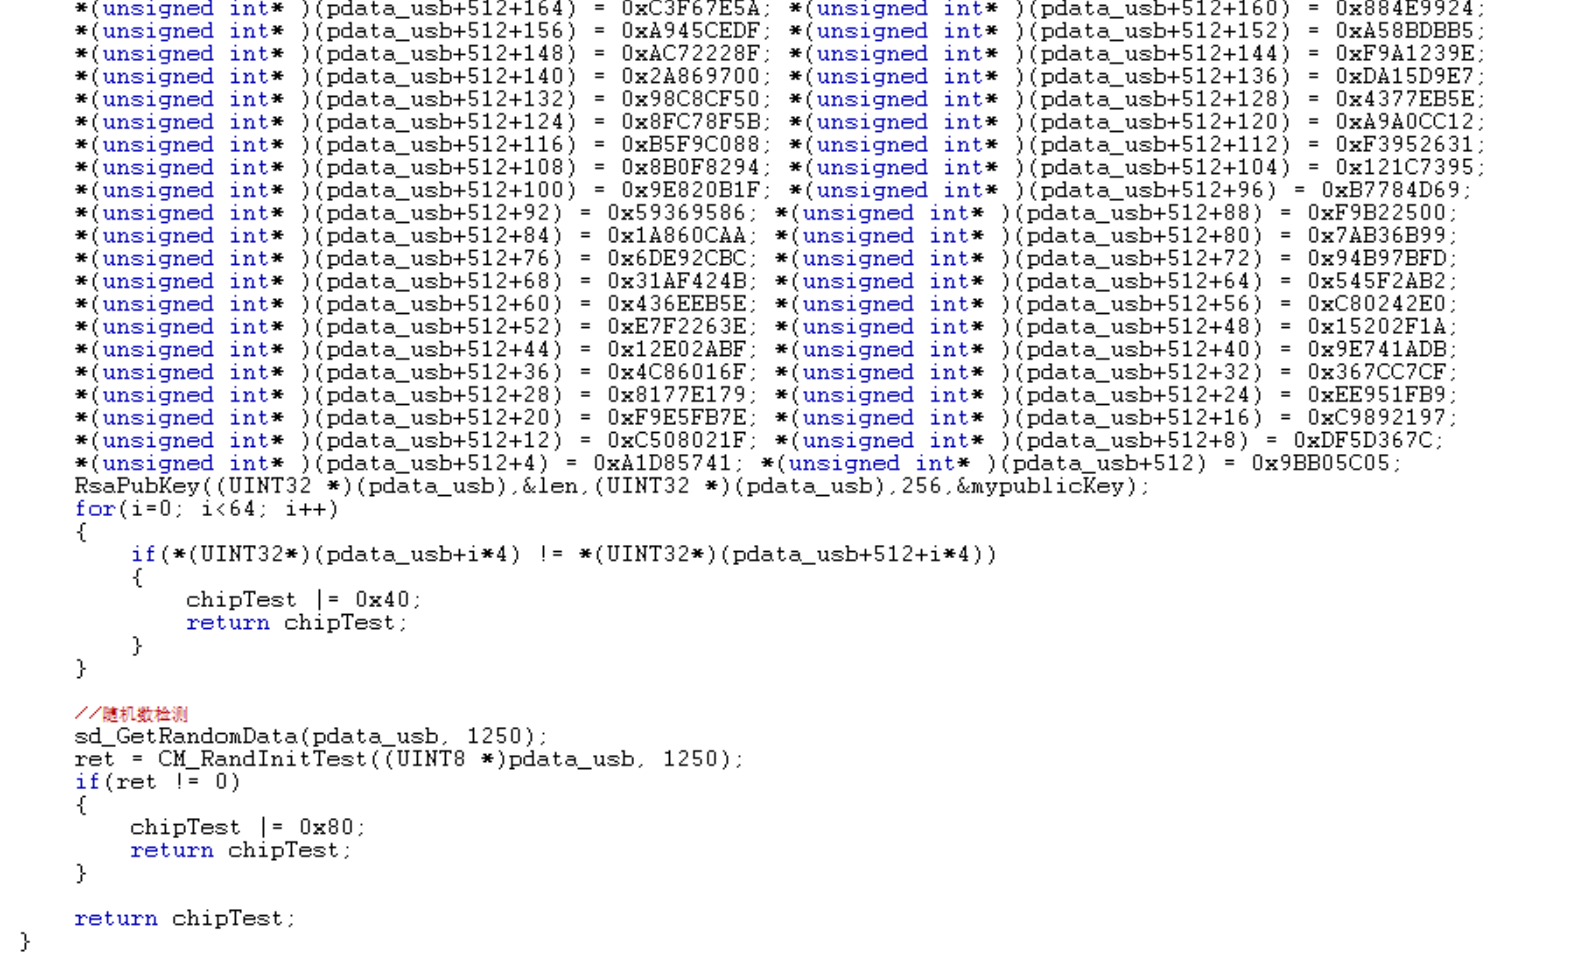 *(unsigned int* )(pdata_usb+512+164) = 0xC3F67E5A; *(unsigned int* )(pdata_usb+512+160) = 0x884E9924;
*(unsigned int* )(pdata_usb+512+156) = 0xA945CEDF; *(unsigned int* )(pdata_usb+512+152) = 0xA58BDBB5;
*(unsigned int* )(pdata_usb+512+148) = 0xAC72228F; *(unsigned int* )(pdata_usb+512+144) = 0xF9A1239E;
*(unsigned int* )(pdata_usb+512+140) = 0x2A869700; *(unsigned int* )(pdata_usb+512+136) = 0xDA15D9E7;
*(unsigned int* )(pdata_usb+512+132) = 0x98C8CF50; *(unsigned int* )(pdata_usb+512+128) = 0x4377EB5E;
*(unsigned int* )(pdata_usb+512+124) = 0x8FC78F5B; *(unsigned int* )(pdata_usb+512+120) = 0xA9A0CC12;
*(unsigned int* )(pdata_usb+512+116) = 0xB5F9C088; *(unsigned int* )(pdata_usb+512+112) = 0xF3952631;
*(unsigned int* )(pdata_usb+512+108) = 0x8B0F8294; *(unsigned int* )(pdata_usb+512+104) = 0x121C7395;
*(unsigned int* )(pdata_usb+512+100) = 0x9E820B1F; *(unsigned int* )(pdata_usb+512+96) = 0xB7784D69;
*(unsigned int* )(pdata_usb+512+92) = 0x59369586; *(unsigned int* )(pdata_usb+512+88) = 0xF9B22500;
*(unsigned int* )(pdata_usb+512+84) = 0x1A860CAA; *(unsigned int* )(pdata_usb+512+80) = 0x7AB36B99;
*(unsigned int* )(pdata_usb+512+76) = 0x6DE92CBC; *(unsigned int* )(pdata_usb+512+72) = 0x94B97BFD;
*(unsigned int* )(pdata_usb+512+68) = 0x31AF424B; *(unsigned int* )(pdata_usb+512+64) = 0x545F2AB2;
*(unsigned int* )(pdata_usb+512+60) = 0x436EEB5E; *(unsigned int* )(pdata_usb+512+56) = 0xC80242E0;
*(unsigned int* )(pdata_usb+512+52) = 0xE7F2263E; *(unsigned int* )(pdata_usb+512+48) = 0x15202F1A;
*(unsigned int* )(pdata_usb+512+44) = 0x12E02ABF; *(unsigned int* )(pdata_usb+512+40) = 0x9E741ADB;
*(unsigned int* )(pdata_usb+512+36) = 0x4C86016F; *(unsigned int* )(pdata_usb+512+32) = 0x367CC7CF;
*(unsigned int* )(pdata_usb+512+28) = 0x8177E179; *(unsigned int* )(pdata_usb+512+24) = 0xEE951FB9;
*(unsigned int* )(pdata_usb+512+20) = 0xF9E5FB7E; *(unsigned int* )(pdata_usb+512+16) = 0xC9892197;
*(unsigned int* )(pdata_usb+512+12) = 0xC508021F; *(unsigned int* )(pdata_usb+512+8) = 0xDF5D367C;
*(unsigned int* )(pdata_usb+512+4) = 0xA1D85741; *(unsigned int* )(pdata_usb+512) = 0x9BB05C05;
RsaPubKey((UINT32 *)(pdata_usb),&len,(UINT32 *)(pdata_usb),256,&mypublicKey);
for(i=0; i<64; i++)
{
if(*(UINT32*)(pdata_usb+i*4) != *(UINT32*)(pdata_usb+512+i*4))
{
chipTest |= 0x40;
return chipTest;
}
}
//随机数检测
sd_GetRandomData(pdata_usb, 1250);
ret = CM_RandInitTest((UINT8 *)pdata_usb, 1250);
if(ret != 0)
{
chipTest |= 0x80;
return chipTest;
}
return chipTest;
}